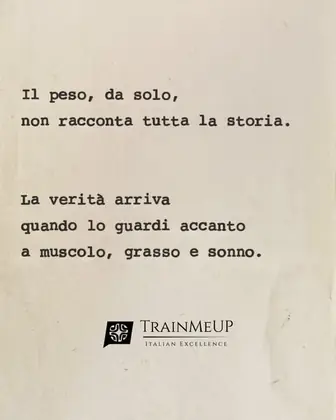 Il peso, da solo,
non racconta tutta la storia.
La verità arriva
quando lo guardi accanto
a muscolo, grasso e sonno.
TRAINMEUP
ITALIAN EXCELLENCE